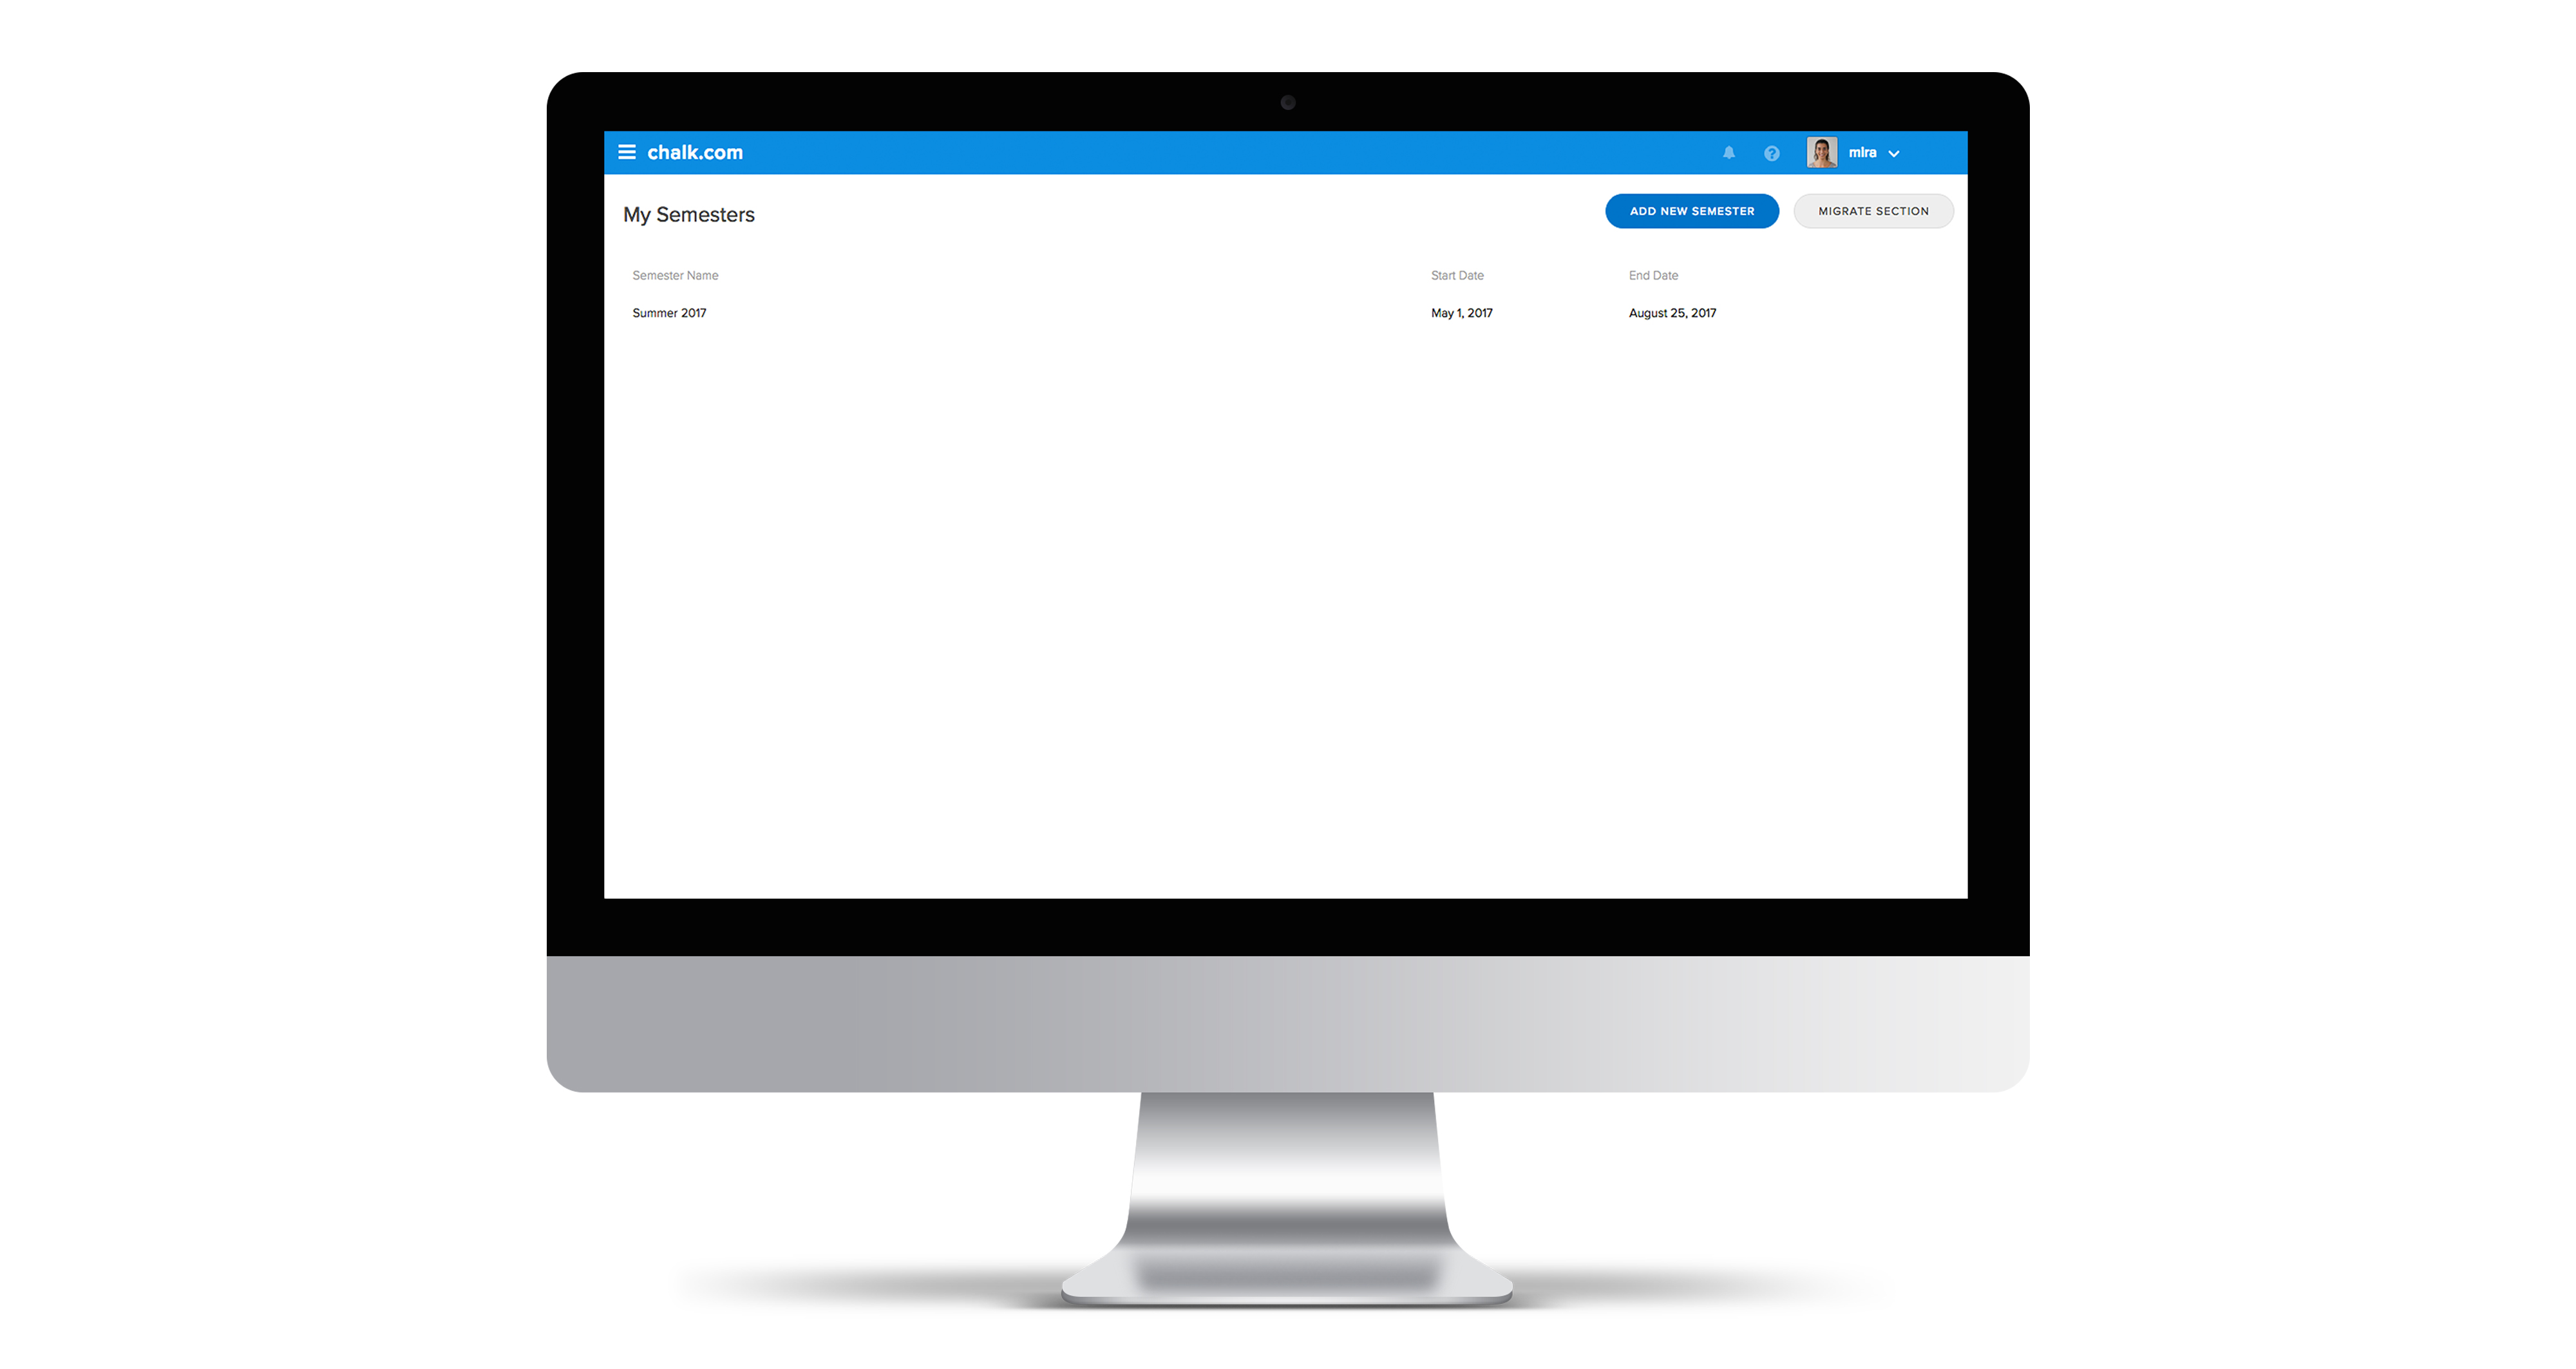 chalk.com
mira
My Semesters
ADD NEW SEMESTER
MIGRATE SECTION
Semester Name
Start Date
End Date
Summer 2017
May 1, 2017
August 25, 2017